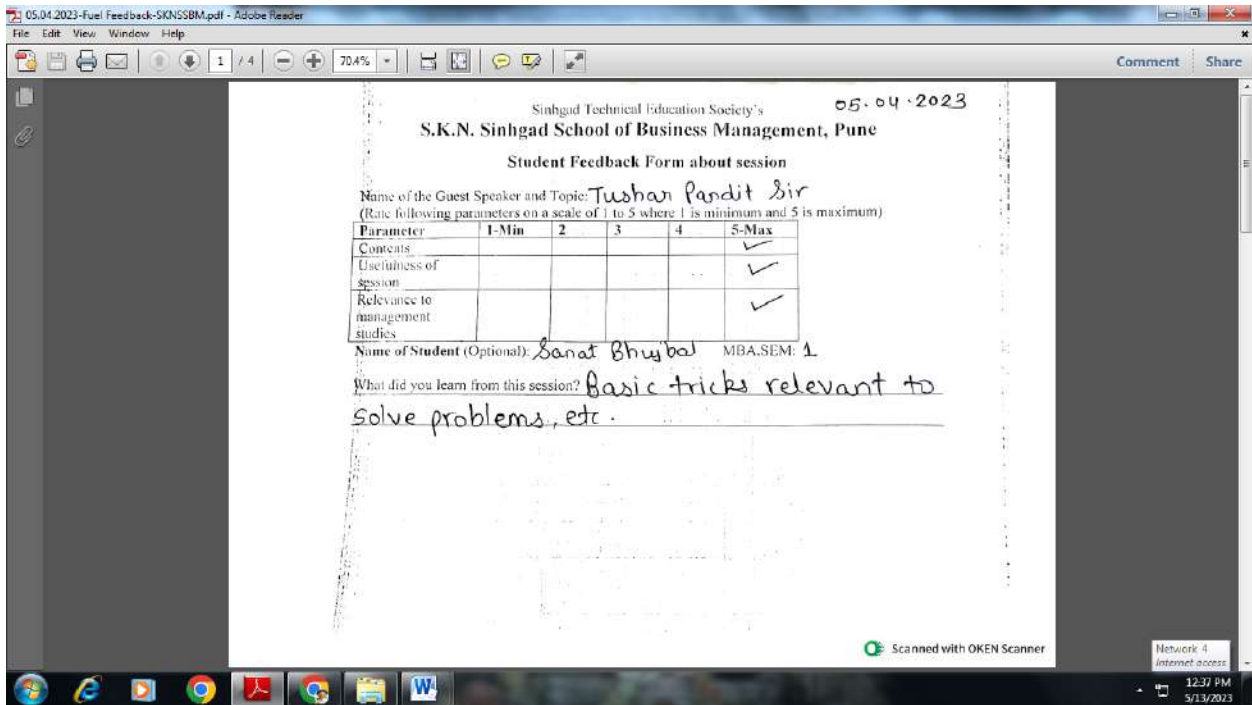 05.04.2023-Fuel Feedback-SKNSSBM.pdf - Adobe Reader
File Edit View Window Help
1 / 4 70.4% Comment Share
Sinhgad Technical Education Society's 05.04.2023
S.K.N. Sinhgad School of Business Management, Pune
Student Feedback Form about session
Name of the Guest Speaker and Topic: Tushar Pandit Sir
(Rate following parameters on a scale of 1 to 5 where 1 is minimum and 5 is maximum)
Parameter 1-Min 2 3 4 5-Max
Contents
Usefulness of
session
Relevance to
management
studies
Name of Student (Optional): Sanat Bhujbal MBA.SEM: 1
What did you learn from this session? Basic tricks relevant to
solve problems, etc.
Scanned with OKEN Scanner
Network 4
Internet access
12:37 PM
5/13/2023